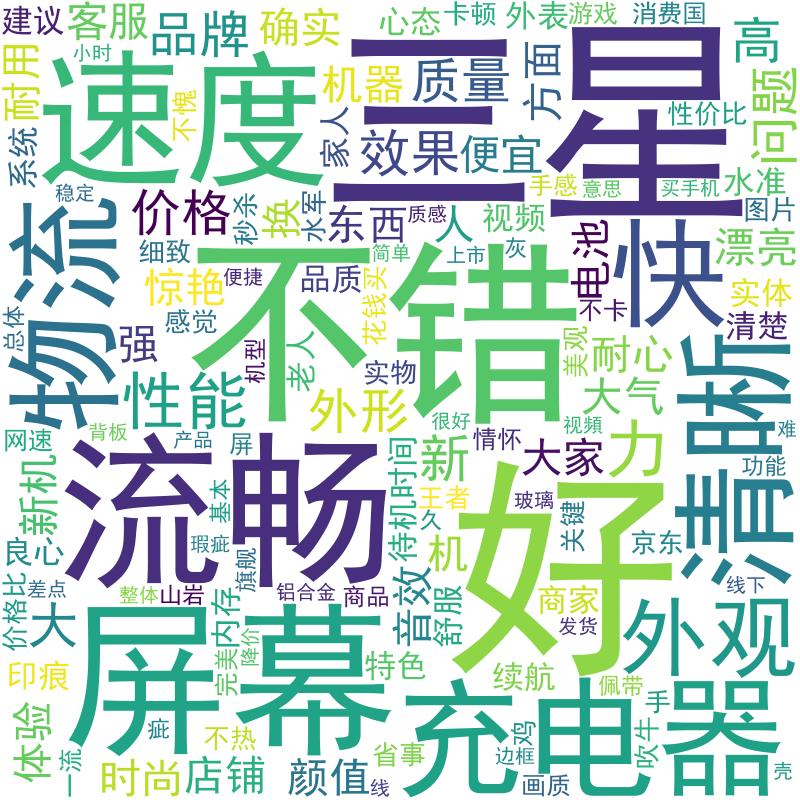 建议
客服
品牌
确实
心态
卡顿
外表
游戏
消费国
高
小时
耐用
速度
不愧
机器
三星
质量
方面
性价比
问题
系统
家人
效果
便宜
手感
意思
买手机
水准
稳定
价格
秒杀
换
水军
东西
质感
人
视频
电池
快
图片
漂亮
物流
细致
惊艳
便捷
品质
简单
上市
灰
不卡
实体
清楚
总体
感觉
强
机型
老人
花钱买
不错
美观
耐心
清晰
实物
性能
外形
大气
网速
背板
产品
屏
很好
视頻
难
新机
流畅
基本
情怀
新
大家
力
功能
待机时间
王者
玻璃
好
关键
京东
心
瑕疵
久
机
线下
价格比
差点
整体
山岩
旗舰
铝合金
商品
音效
舒服
商家
发货
大
屏幕
内存
完美
降价
特色
续航
外观
佩带
手
印痕
体验
疵
不热
充电器
鸡
吹牛
省事
边框
一流
时尚
店铺
颜值
线
画质
壳